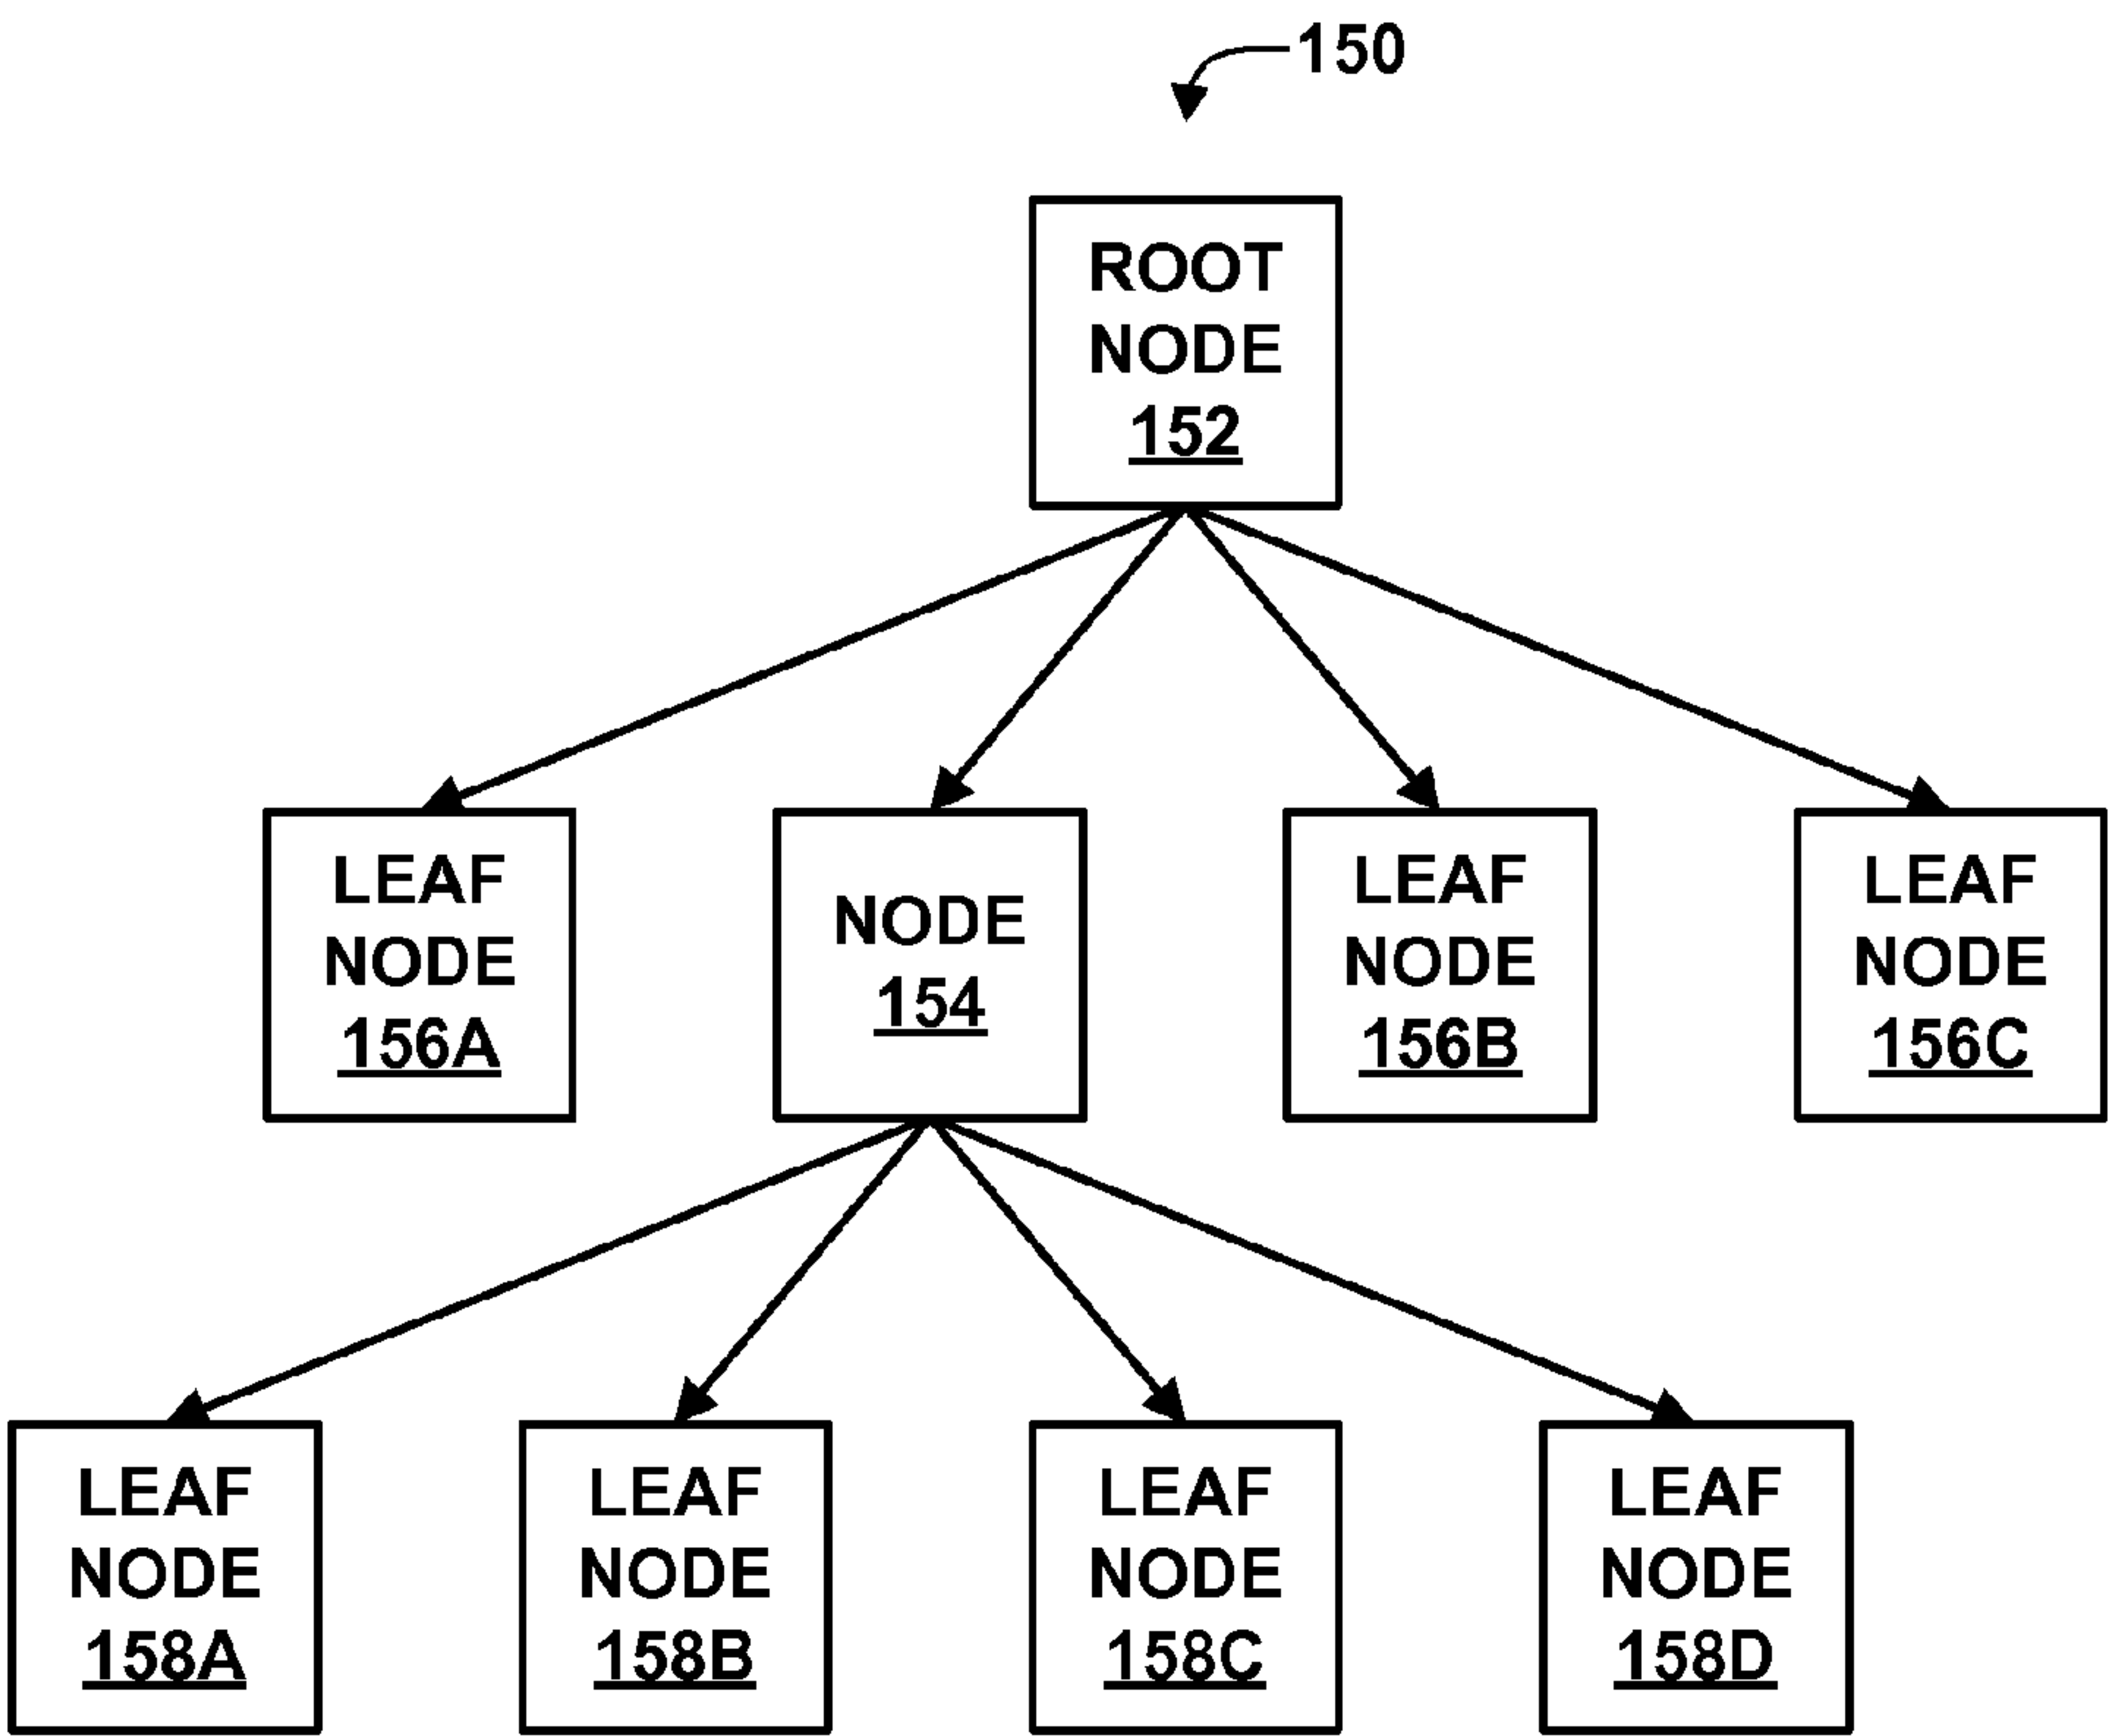 150
ROOT
NODE
152
LEAF
NODE
156A
NODE
154
LEAF
NODE
156B
LEAF
NODE
156C
LEAF
NODE
158A
LEAF
NODE
158B
LEAF
NODE
158C
LEAF
NODE
158D